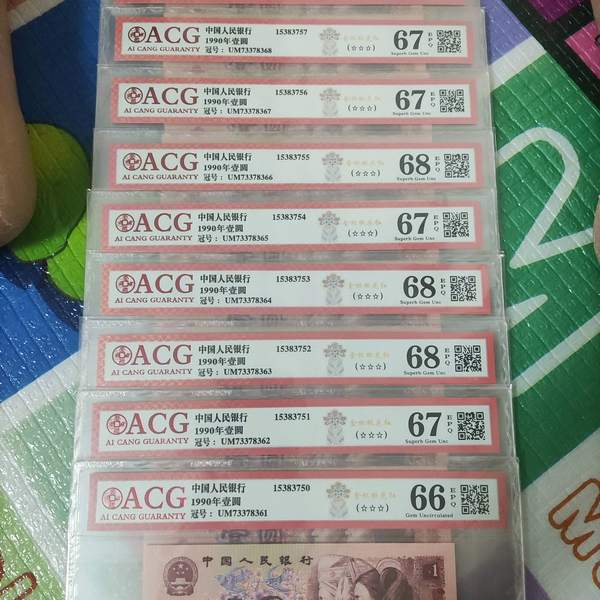 ACG
AI CANG GUARANTY
中国人民银行
1990年壹圆
冠号: UM73378368
15383757
(☆☆☆)
67
EPQ
Superb Gem Unc
ACG
AI CANG GUARANTY
中国人民银行
1990年壹圆
冠号: UM73378367
15383756
(☆☆☆)
67
EPQ
Superb Gem Unc
ACG
AI CANG GUARANTY
中国人民银行
1990年壹圆
冠号: UM73378366
15383755
(☆☆☆)
68
EPQ
Superb Gem Unc
ACG
AI CANG GUARANTY
中国人民银行
1990年壹圆
冠号: UM73378365
15383754
(☆☆☆)
67
EPQ
Superb Gem Unc
ACG
AI CANG GUARANTY
中国人民银行
1990年壹圆
冠号: UM73378364
15383753
(☆☆☆)
68
EPQ
Superb Gem Unc
ACG
AI CANG GUARANTY
中国人民银行
1990年壹圆
冠号: UM73378363
15383752
(☆☆☆)
68
EPQ
Superb Gem Unc
ACG
AI CANG GUARANTY
中国人民银行
1990年壹圆
冠号: UM73378362
15383751
(☆☆☆)
67
EPQ
Superb Gem Unc
ACG
AI CANG GUARANTY
中国人民银行
1990年壹圆
冠号: UM73378361
15383750
(☆☆☆)
66
EPQ
Gem Uncirculated
中国人民银行
1